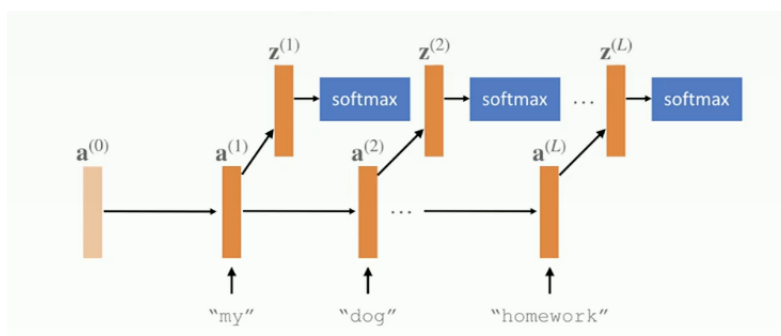 z^(1) z^(2) z^(L)
softmax softmax ... softmax
a^(0) a^(1) a^(2) a^(L)
...
"my" "dog" "homework"